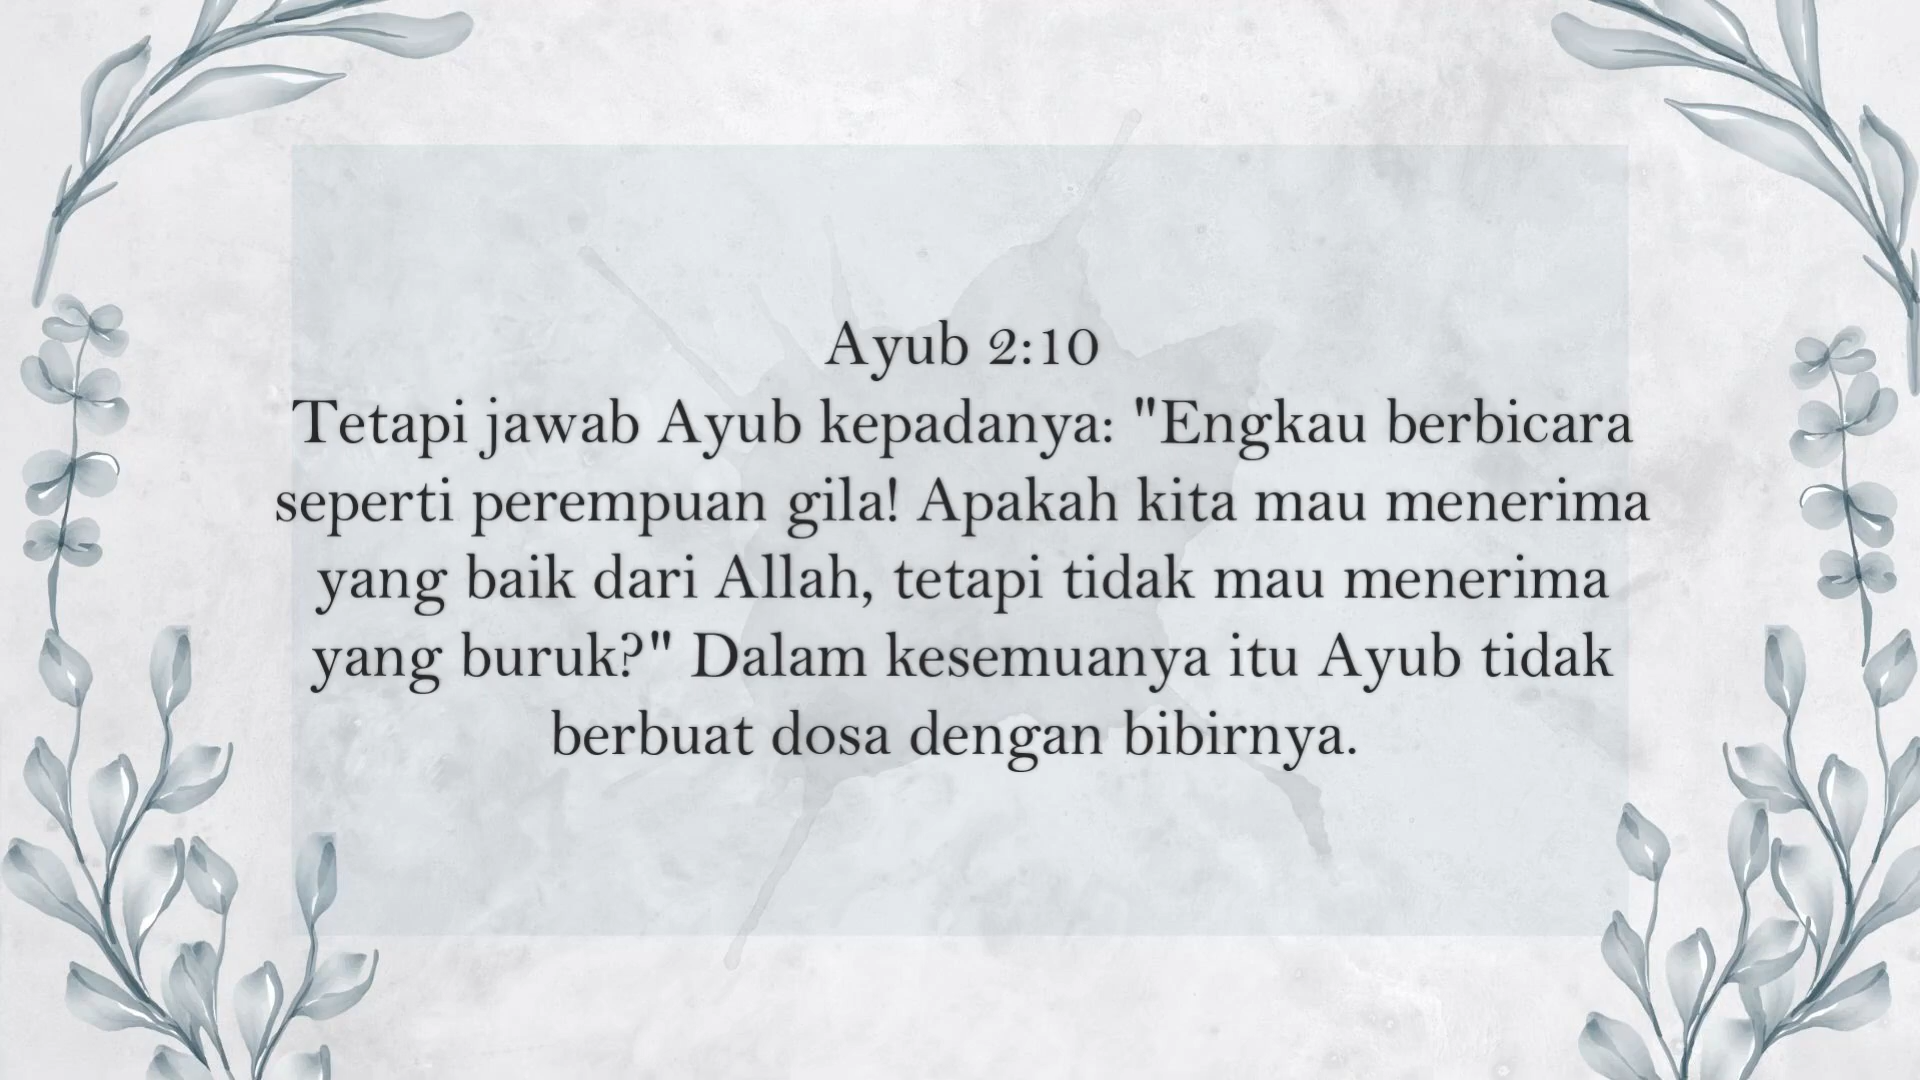 Ayub 2:10
Tetapi jawab Ayub kepadanya: "Engkau berbicara
seperti perempuan gila! Apakah kita mau menerima
yang baik dari Allah, tetapi tidak mau menerima
yang buruk?" Dalam kesemuanya itu Ayub tidak
berbuat dosa dengan bibirnya.